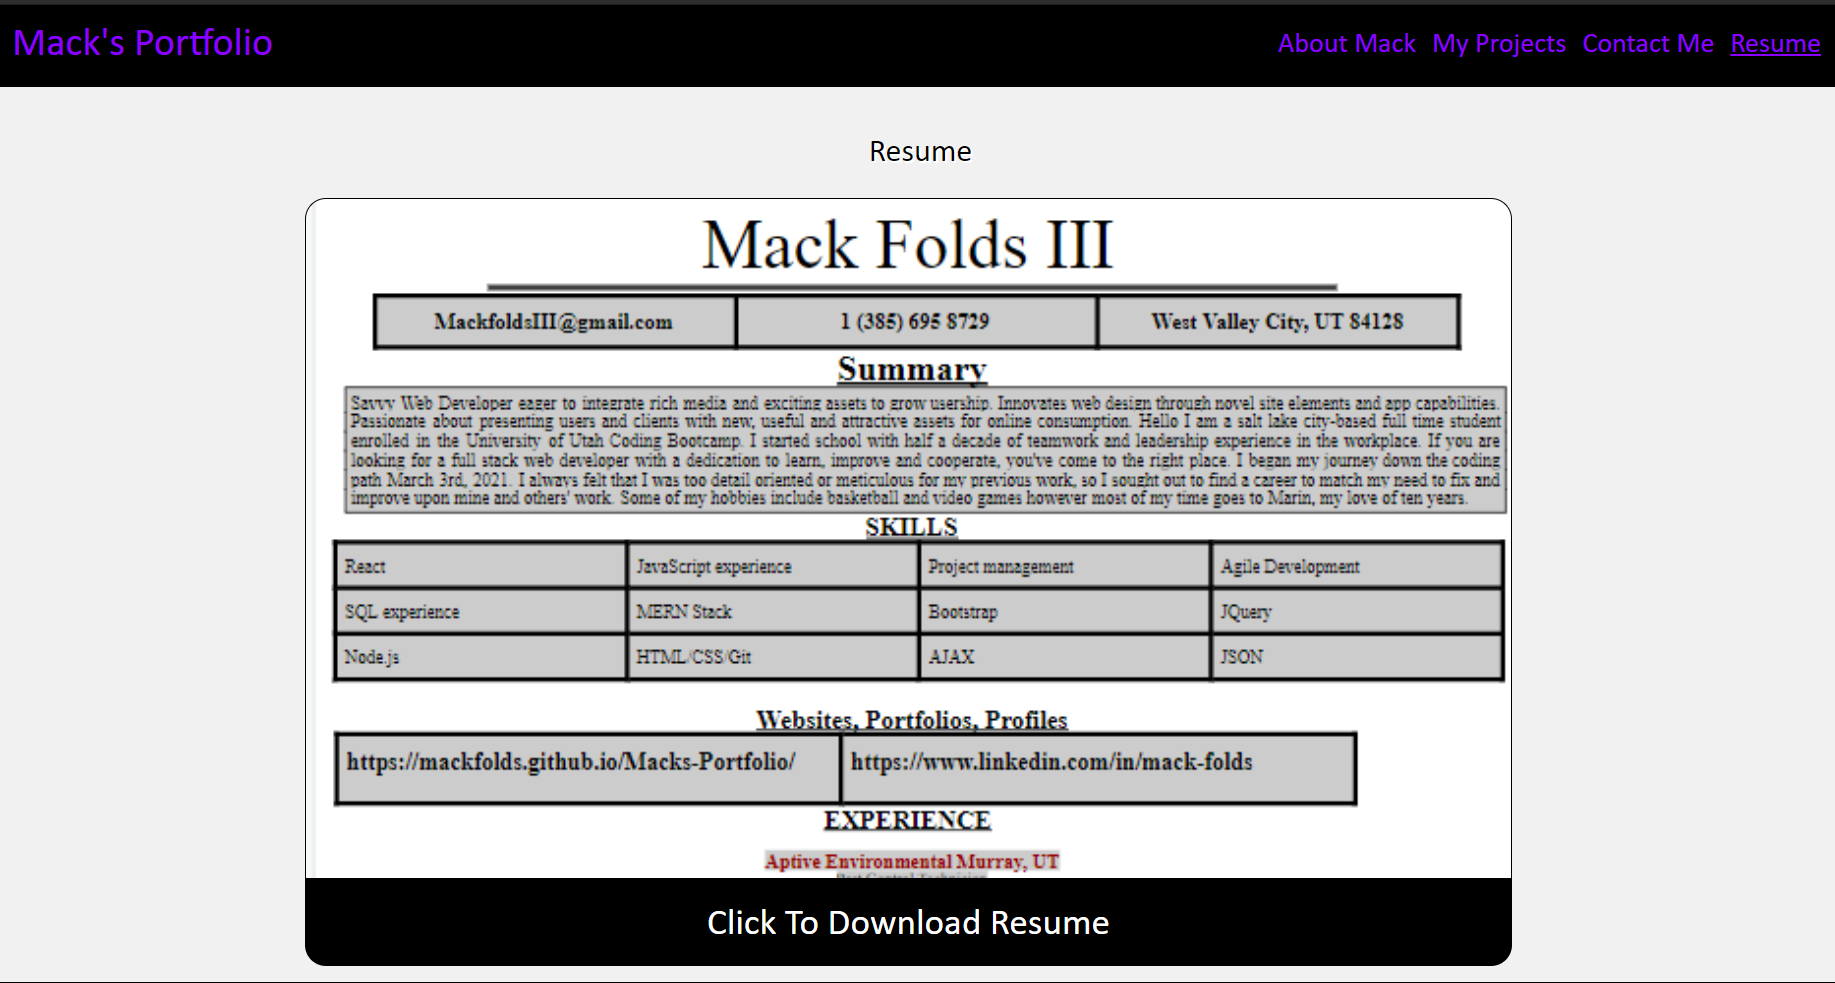 Mack's Portfolio
About Mack My Projects Contact Me Resume
Resume
Mack Folds III
MackfoldsIII@gmail.com 1 (385) 695 8729 West Valley City, UT 84128
Summary
Savvy Web Developer eager to integrate rich media and exciting assets to grow usership. Innovates web design through novel site elements and app capabilities.
Passionate about presenting users and clients with new, useful and attractive assets for online consumption. Hello I am a salt lake city-based full time student
enrolled in the University of Utah Coding Bootcamp. I started school with half a decade of teamwork and leadership experience in the workplace. If you are
looking for a full stack web developer with a dedication to learn, improve and cooperate, you've come to the right place. I began my journey down the coding
path March 3rd, 2021. I always felt that I was too detail oriented or meticulous for my previous work, so I sought out to find a career to match my need to fix and
improve upon mine and others' work. Some of my hobbies include basketball and video games however most of my time goes to Marin, my love of ten years.
SKILLS
React JavaScript experience Project management Agile Development
SQL experience MERN Stack Bootstrap JQuery
Node.js HTML/CSS/Git AJAX JSON
Websites, Portfolios, Profiles
https://mackfolds.github.io/Macks-Portfolio/ https://www.linkedin.com/in/mack-folds
EXPERIENCE
Aptive Environmental Murray, UT
Click To Download Resume